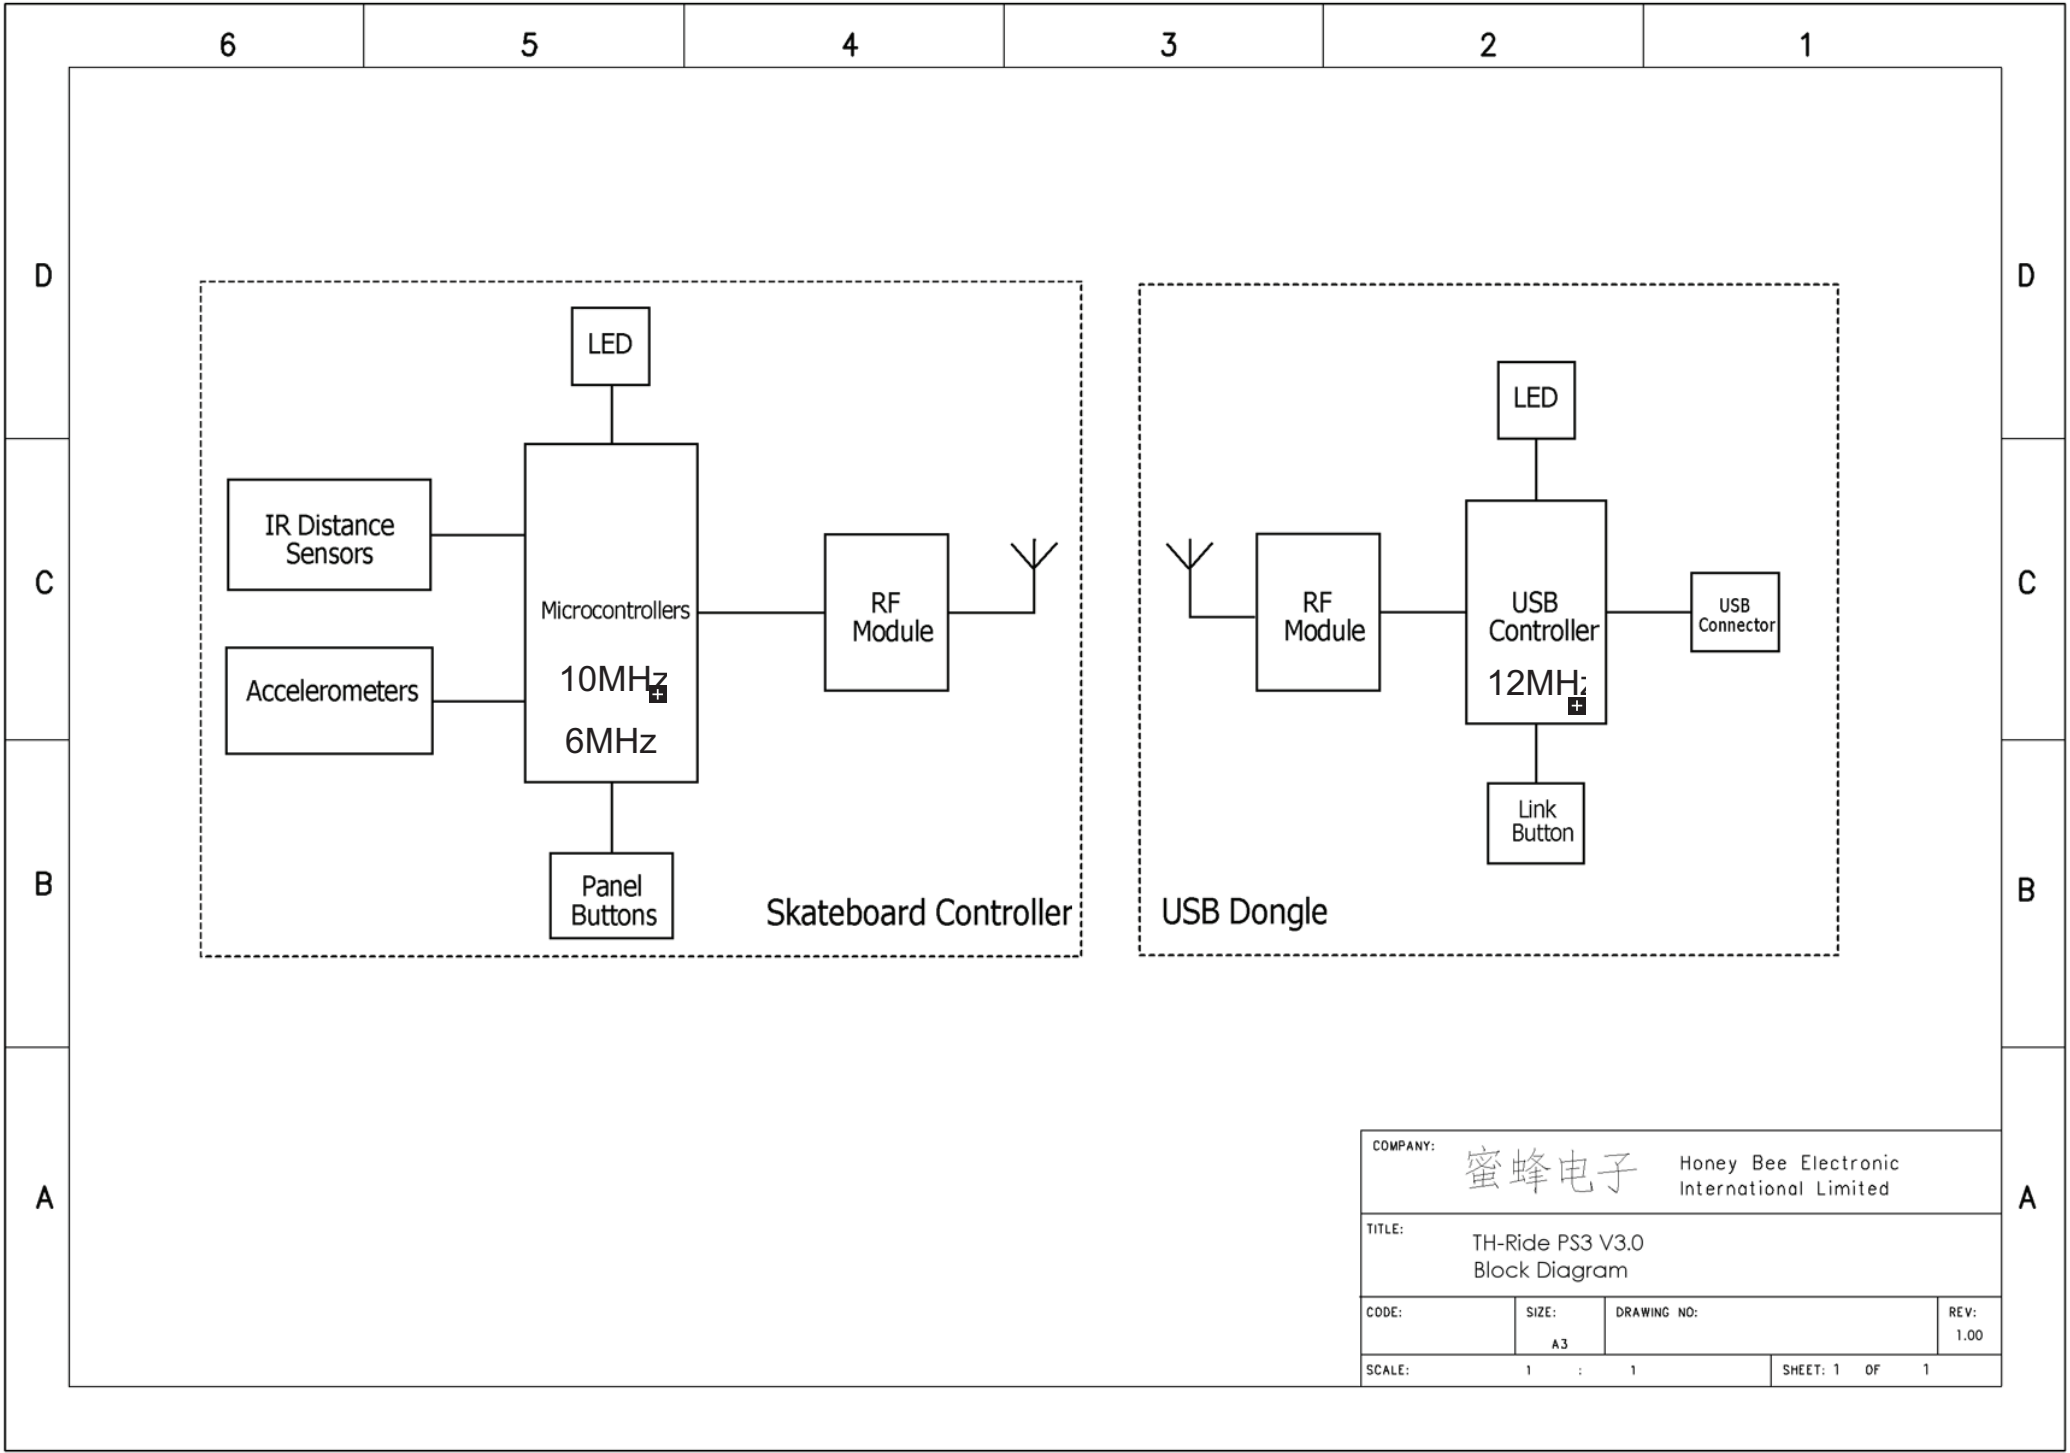 6 5 4 3 2 1
D
D
LED
LED
IR Distance
Sensors
C
C
Microcontrollers
RF
Module
RF
Module
USB
Controller
USB
Connector
Accelerometers
10MHz
6MHz
12MHz
Link
Button
B
B
Panel
Buttons
Skateboard Controller
USB Dongle
A
A
COMPANY:
蜜蜂电子
Honey Bee Electronic
International Limited
TITLE:
TH-Ride PS3 V3.0
Block Diagram
CODE:
SIZE:
A3
DRAWING NO:
REV:
1.00
SCALE: 1 : 1
SHEET: 1 OF 1